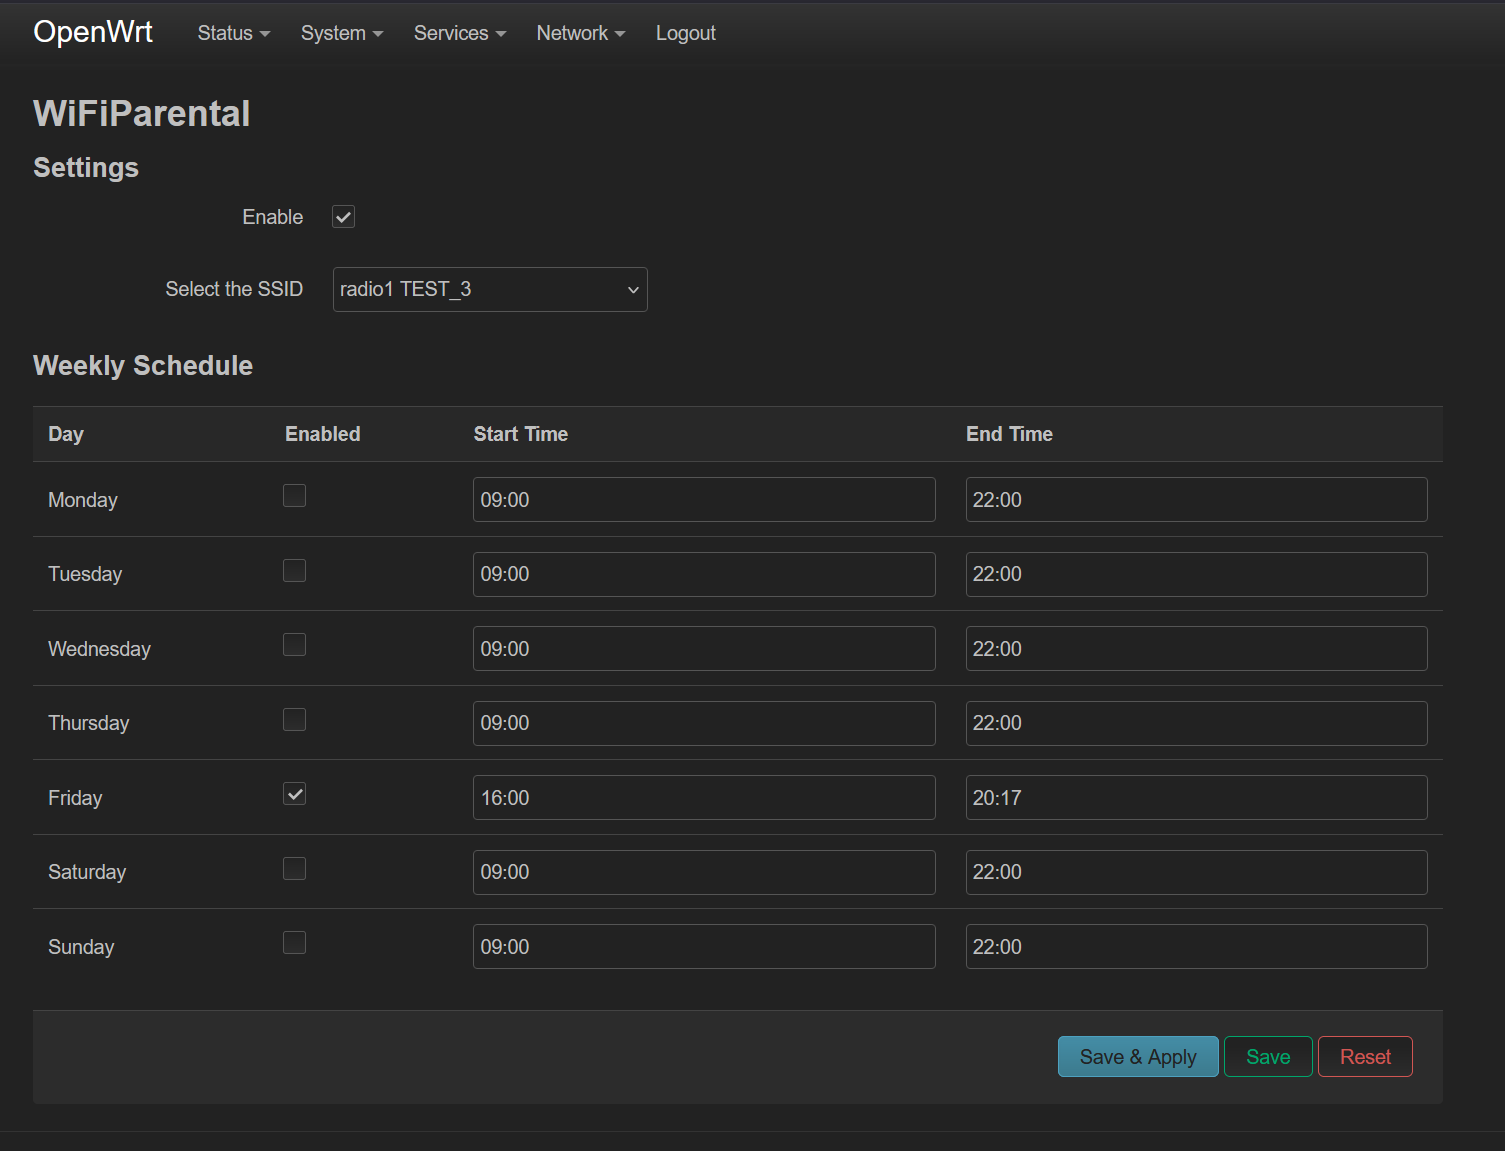 OpenWrt Status System Services Network Logout
WiFiParental
Settings
Enable
Select the SSID radio1 TEST_3
Weekly Schedule
Day Enabled Start Time End Time
Monday 09:00 22:00
Tuesday 09:00 22:00
Wednesday 09:00 22:00
Thursday 09:00 22:00
Friday 16:00 20:17
Saturday 09:00 22:00
Sunday 09:00 22:00
Save & Apply Save Reset